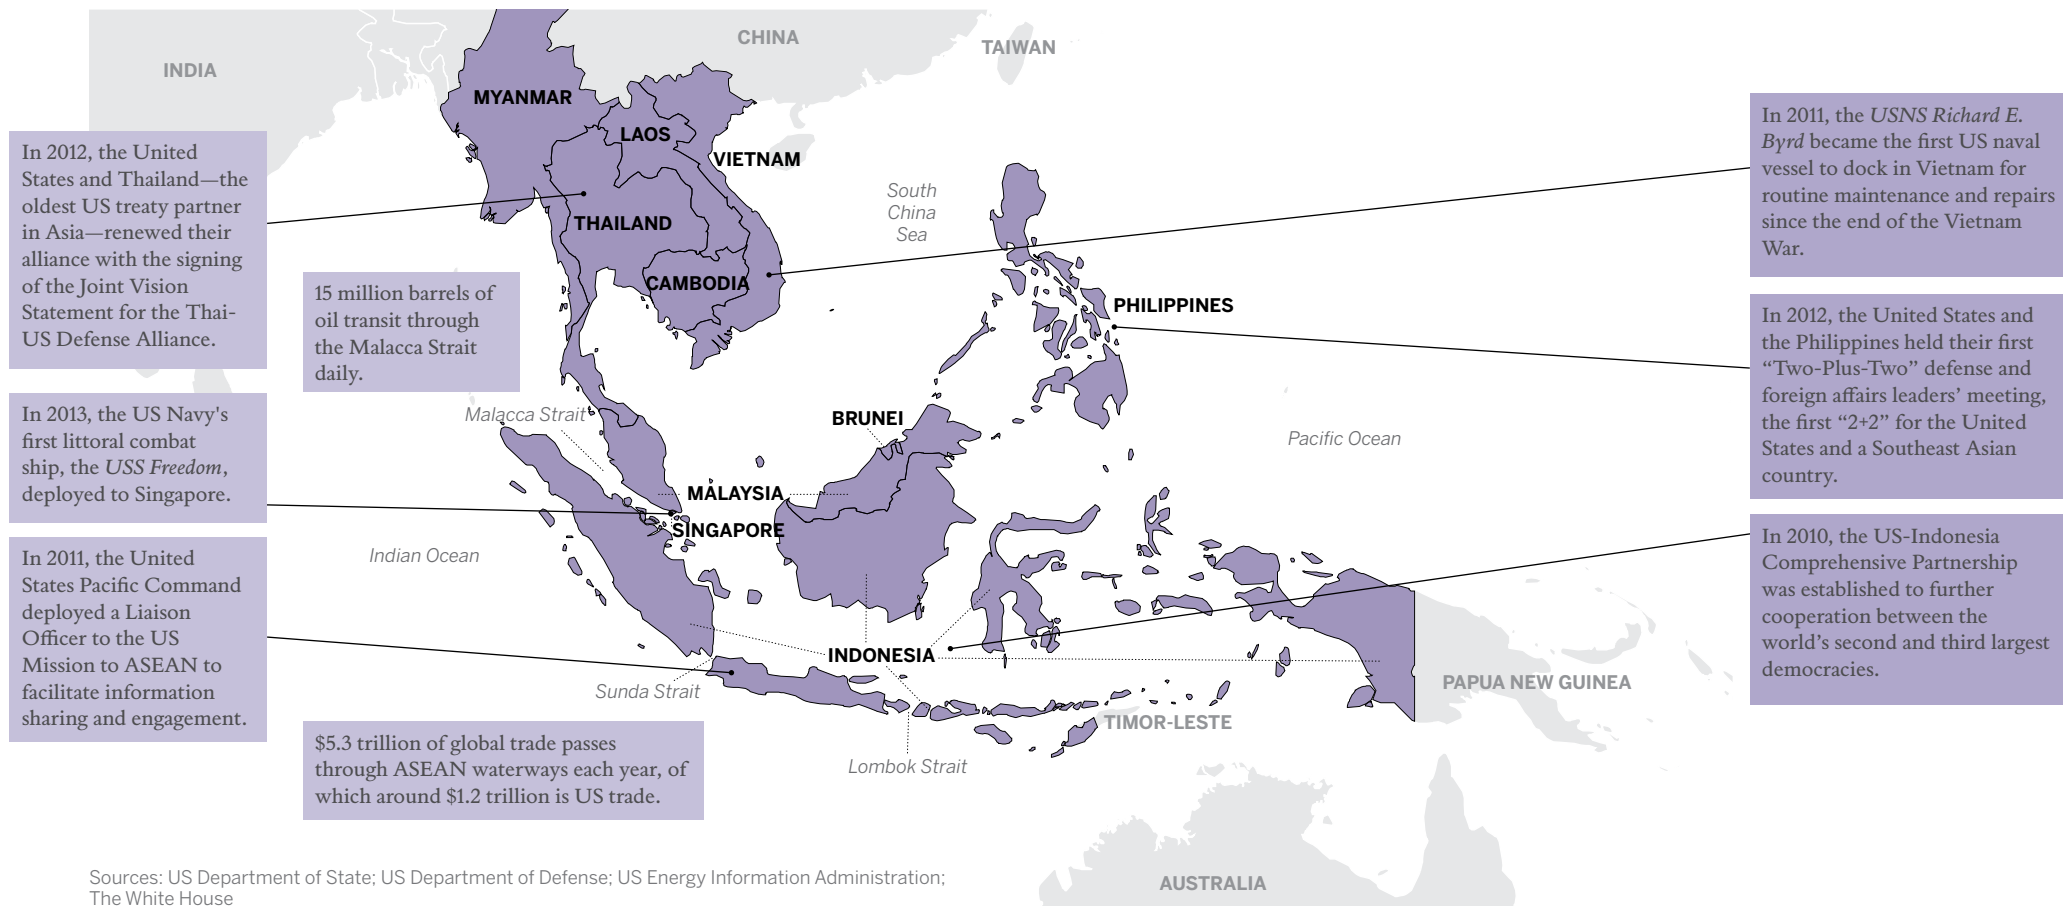 CHINA
TAIWAN
INDIA
MYANMAR
LAOS
VIETNAM
THAILAND
CAMBODIA
South
China
Sea
PHILIPPINES
Malacca Strait
BRUNEI
Pacific Ocean
MALAYSIA
SINGAPORE
Indian Ocean
INDONESIA
Sunda Strait
PAPUA NEW GUINEA
TIMOR-LESTE
Lombok Strait
AUSTRALIA
In 2012, the United
States and Thailand—the
oldest US treaty partner
in Asia—renewed their
alliance with the signing
of the Joint Vision
Statement for the Thai-
US Defense Alliance.
15 million barrels of
oil transit through
the Malacca Strait
daily.
In 2013, the US Navy's
first littoral combat
ship, the USS Freedom,
deployed to Singapore.
In 2011, the United
States Pacific Command
deployed a Liaison
Officer to the US
Mission to ASEAN to
facilitate information
sharing and engagement.
$5.3 trillion of global trade passes
through ASEAN waterways each year, of
which around $1.2 trillion is US trade.
In 2011, the USNS Richard E.
Byrd became the first US naval
vessel to dock in Vietnam for
routine maintenance and repairs
since the end of the Vietnam
War.
In 2012, the United States and
the Philippines held their first
“Two-Plus-Two” defense and
foreign affairs leaders’ meeting,
the first “2+2” for the United
States and a Southeast Asian
country.
In 2010, the US-Indonesia
Comprehensive Partnership
was established to further
cooperation between the
world’s second and third largest
democracies.
Sources: US Department of State; US Department of Defense; US Energy Information Administration;
The White House